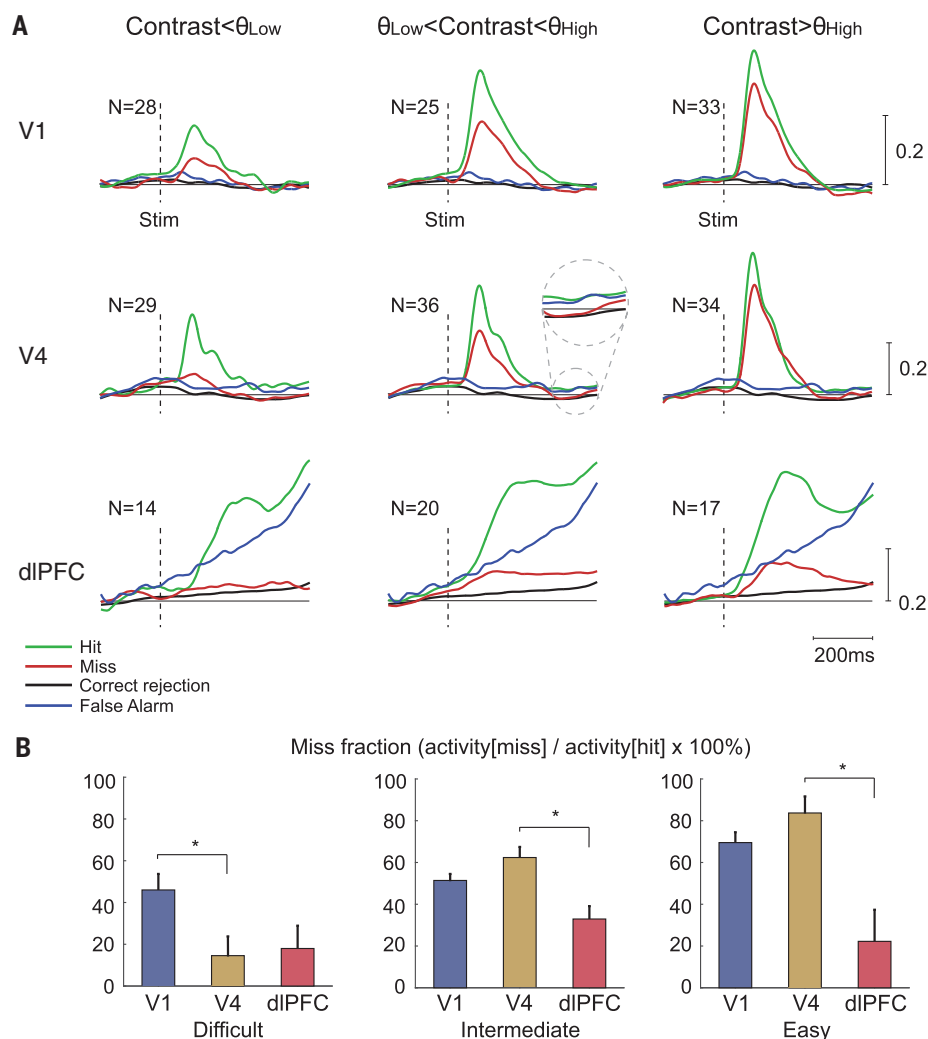 A
Contrast<θLow
θLow<Contrast<θHigh
Contrast>θHigh
V1
N=28
N=25
N=33
0.2
Stim
Stim
Stim
V4
N=29
N=36
N=34
0.2
dlPFC
N=14
N=20
N=17
0.2
200ms
Hit
Miss
Correct rejection
False Alarm
B
Miss fraction (activity[miss] / activity[hit] x 100%)
100
80
60
40
20
0
*
V1 V4 dlPFC
Difficult
100
80
60
40
20
0
*
V1 V4 dlPFC
Intermediate
100
80
60
40
20
0
*
V1 V4 dlPFC
Easy